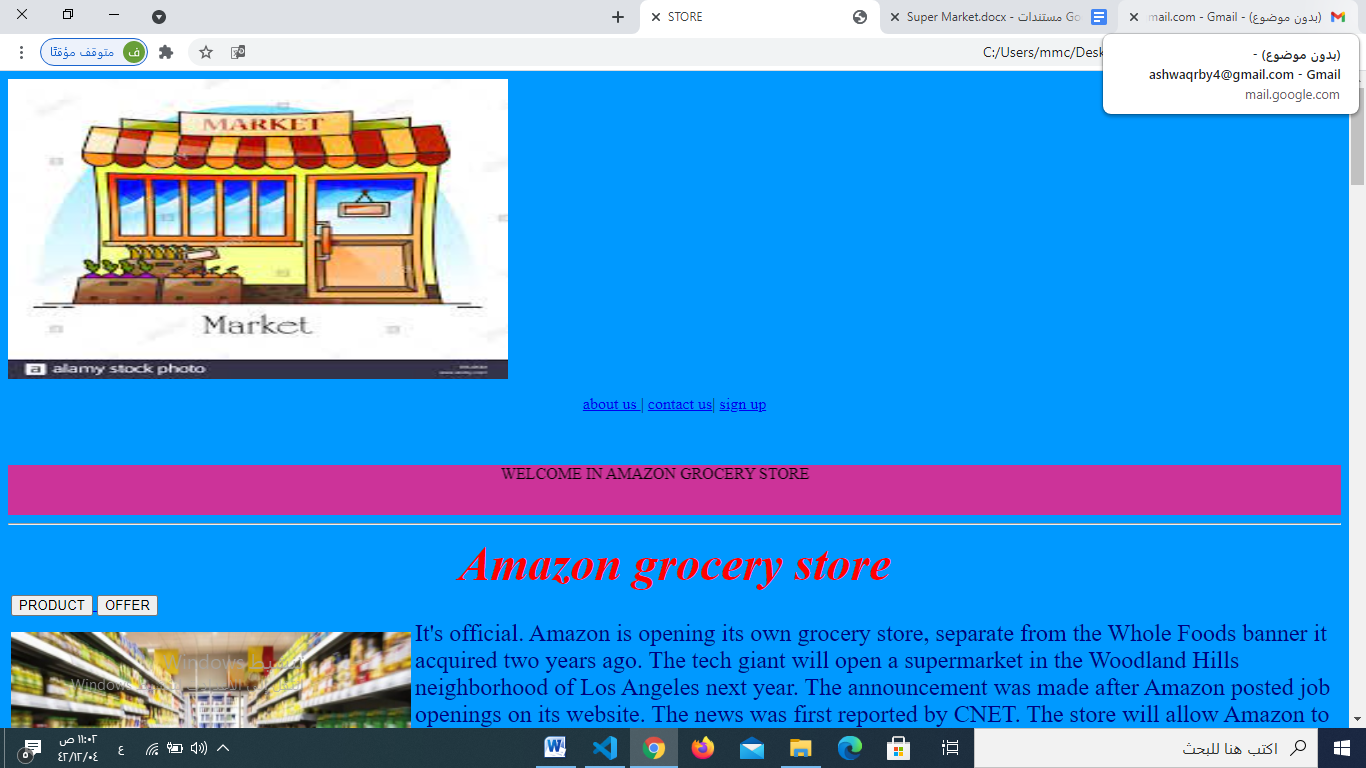 STORE
Super Market.docx - مستندات Go
(بدون موضوع) - mail.com - Gmail
متوقف مؤقتًا
ف
C:/Users/mmc/Desk
(بدون موضوع) -
ashwaqrby4@gmail.com - Gmail
mail.google.com
MARKET
Market
a alamy stock photo
about us | contact us| sign up
WELCOME IN AMAZON GROCERY STORE
Amazon grocery store
PRODUCT OFFER
It's official. Amazon is opening its own grocery store, separate from the Whole Foods banner it
acquired two years ago. The tech giant will open a supermarket in the Woodland Hills
neighborhood of Los Angeles next year. The announcement was made after Amazon posted job
openings on its website. The news was first reported by CNET. The store will allow Amazon to
تنشيط Windows
Windows
١١:٠٢ ص
٤٢/١٢/٠٤
ع
٥
اكتب هنا للبحث